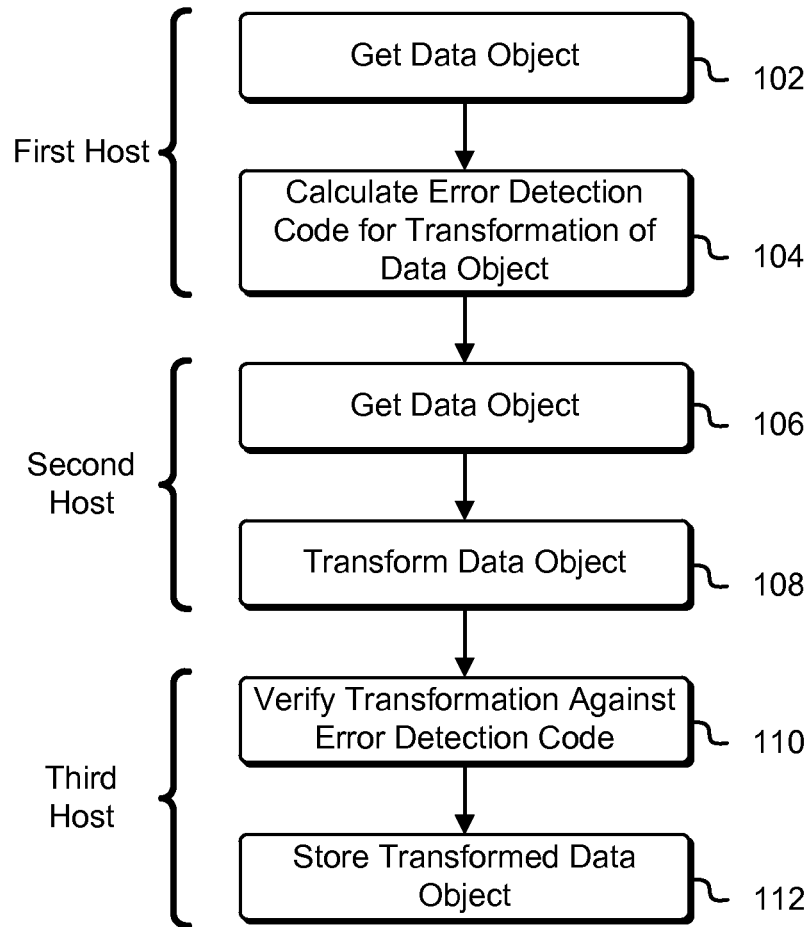 Get Data Object
102
First Host
Calculate Error Detection
Code for Transformation of
Data Object
104
Get Data Object
106
Second
Host
Transform Data Object
108
Verify Transformation Against
Error Detection Code
110
Third
Host
Store Transformed Data
Object
112